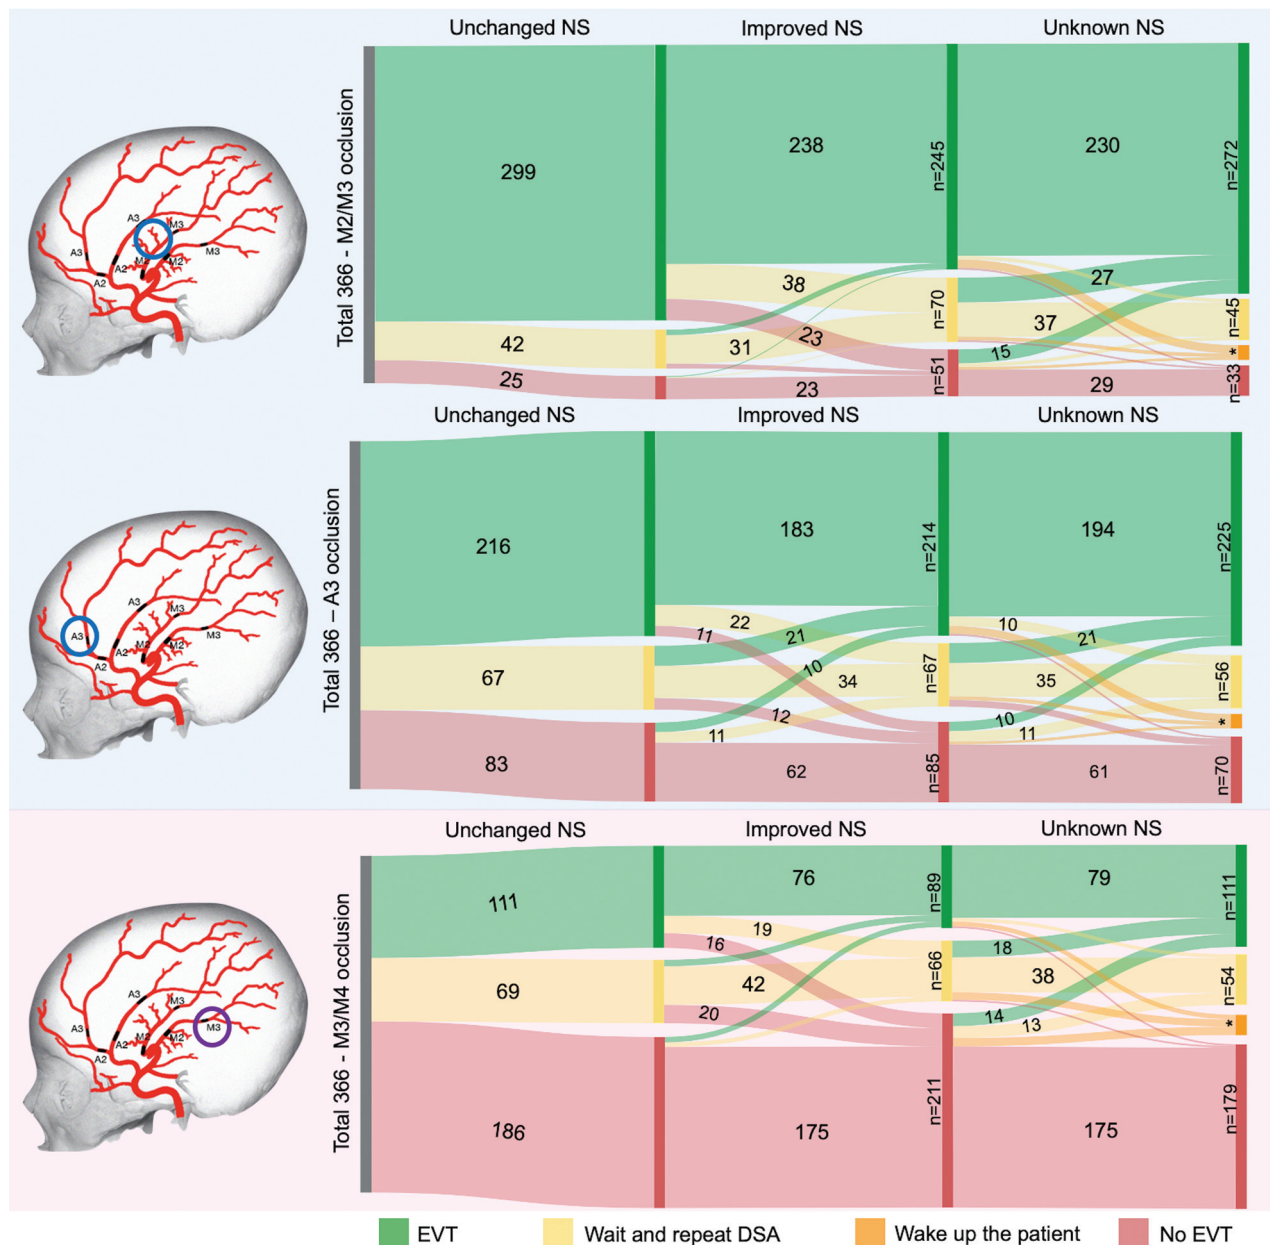 Unchanged NS Improved NS Unknown NS
Total 366 - M2/M3 occlusion
299 238 n=245 230 n=272
42 38 31 n=70 27 37 n=45
25 23 23 n=51 15 29 * n=33
A3 M3 A3 M3 A2 M2 M2 A2
Unchanged NS Improved NS Unknown NS
Total 366 – A3 occlusion
216 183 n=214 194 n=225
67 22 21 34 n=67 10 21 35 n=56
83 11 10 12 11 62 n=85 10 11 61 * n=70
A3 M3 A3 M3 A2 M2 M2 A2
Unchanged NS Improved NS Unknown NS
Total 366 - M3/M4 occlusion
111 76 n=89 79 n=111
69 19 42 n=66 18 38 n=54
186 16 20 175 n=211 14 13 175 * n=179
A3 M3 A3 M3 A2 M2 M2 A2
EVT Wait and repeat DSA Wake up the patient No EVT